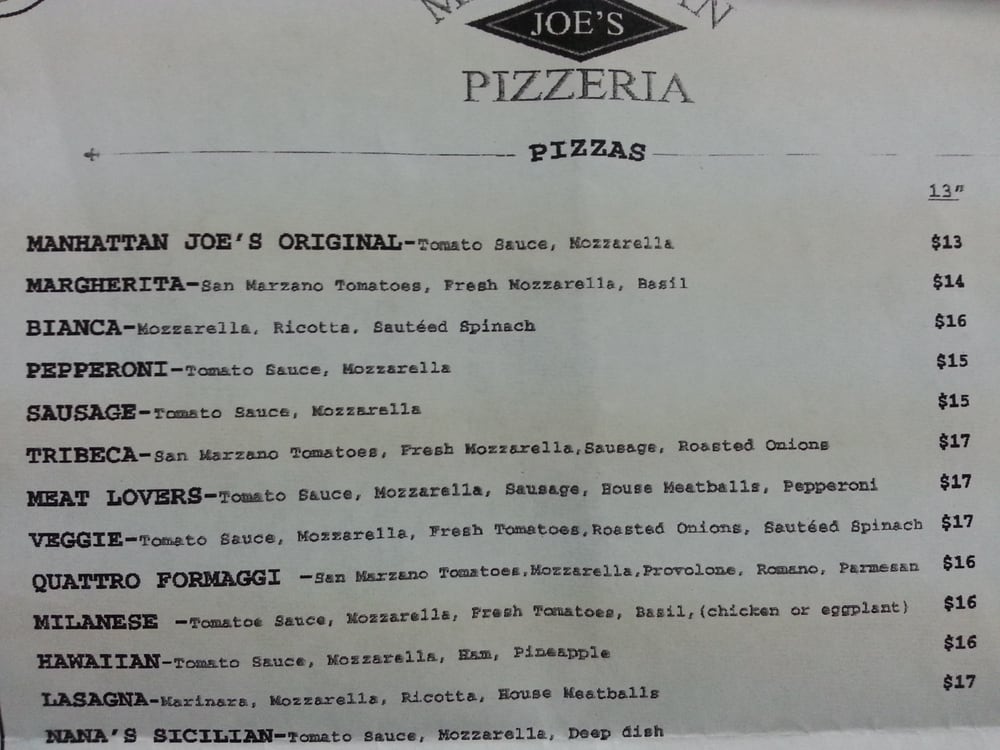 JOE'S
PIZZERIA
PIZZAS
13"
MANHATTAN JOE'S ORIGINAL-Tomato Sauce, Mozzarella $13
MARGHERITA-San Marzano Tomatoes, Fresh Mozzarella, Basil $14
BIANCA-Mozzarella, Ricotta, Sautéed Spinach $16
PEPPERONI-Tomato Sauce, Mozzarella $15
SAUSAGE-Tomato Sauce, Mozzarella $15
TRIBECA-San Marzano Tomatoes, Fresh Mozzarella,Sausage, Roasted Onions $17
MEAT LOVERS-Tomato Sauce, Mozzarella, Sausage, House Meatballs, Pepperoni $17
VEGGIE-Tomato Sauce, Mozzarella, Fresh Tomatoes,Roasted Onions, Sautéed Spinach $17
QUATTRO FORMAGGI -San Marzano Tomatoes,Mozzarella,Provolone, Romano, Parmesan $16
MILANESE -Tomatoe Sauce, Mozzarella, Fresh Tomatoes, Basil,(chicken or eggplant) $16
HAWAIIAN-Tomato Sauce, Mozzarella, Ham, Pineapple $16
LASAGNA-Marinara, Mozzarella, Ricotta, House Meatballs $17
NANA'S SICILIAN-Tomato Sauce, Mozzarella, Deep dish